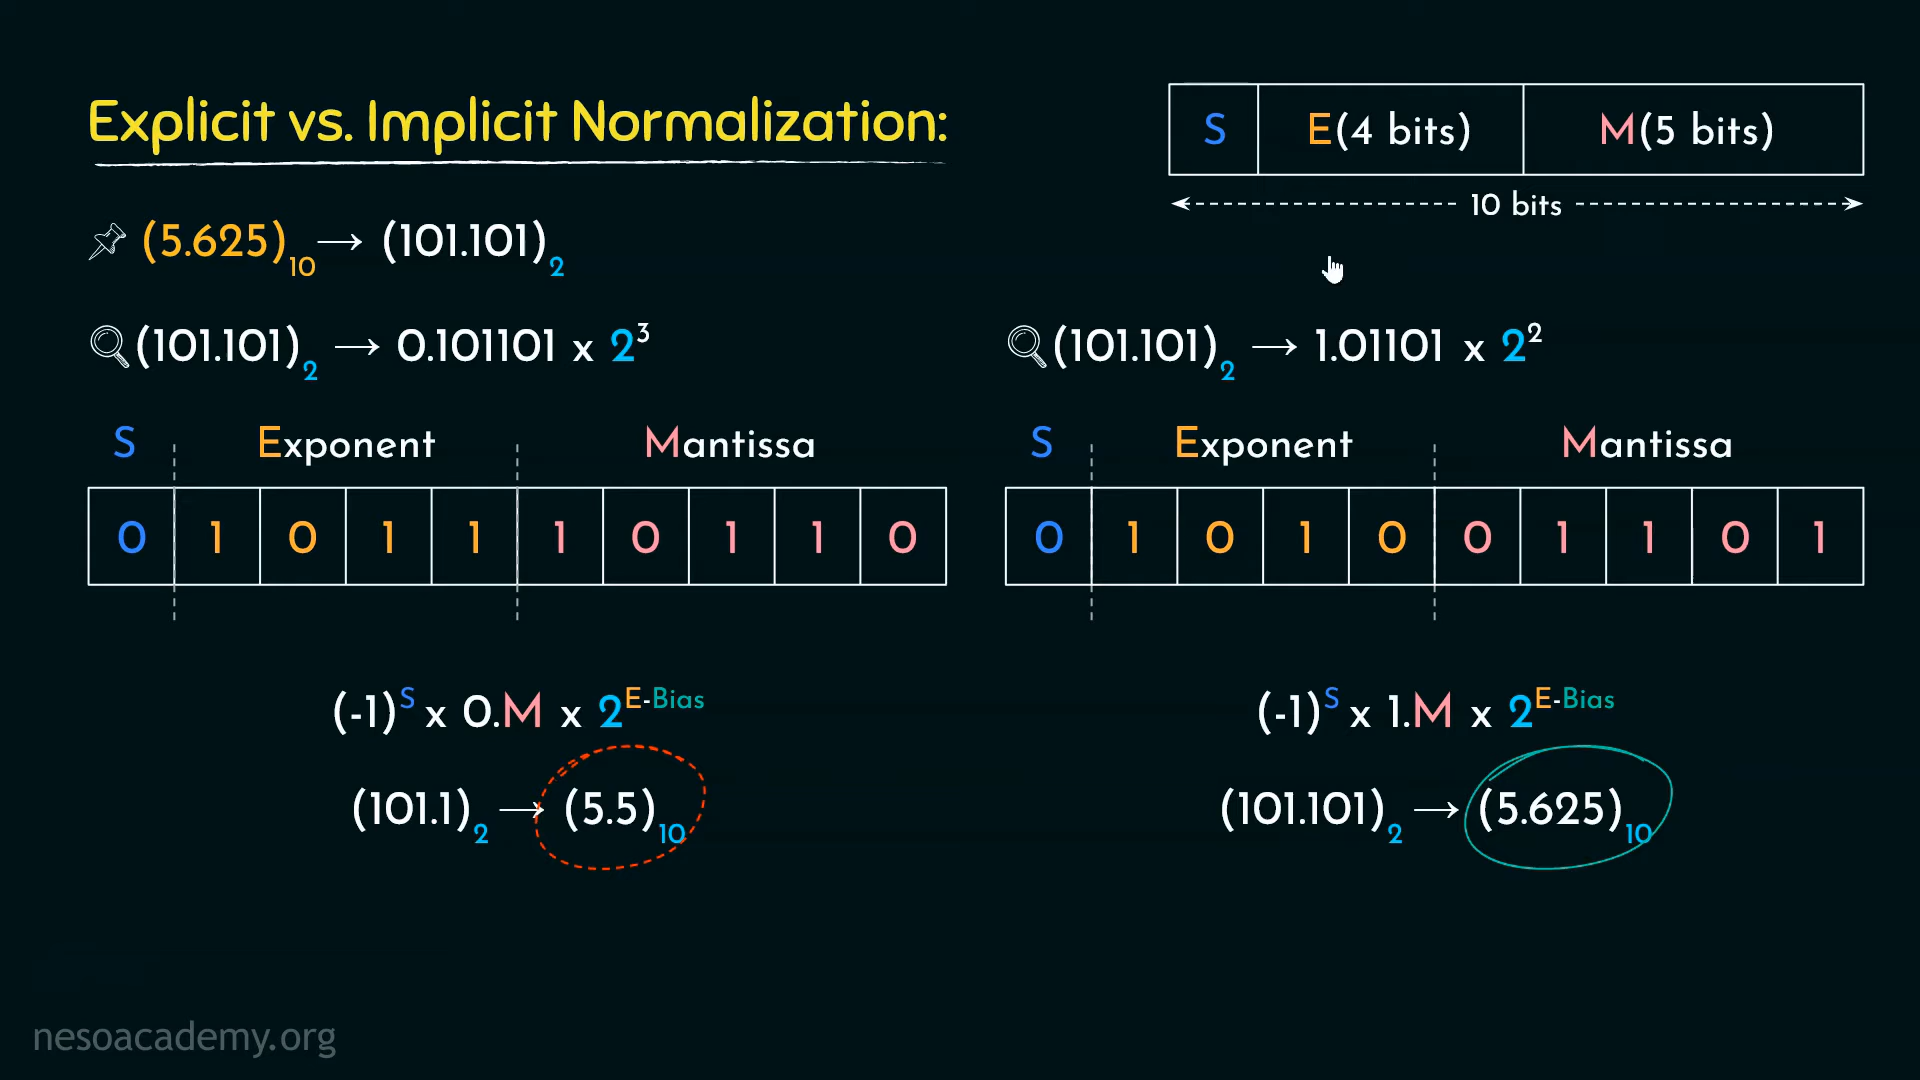 Explicit vs. Implicit Normalization:
S E(4 bits) M(5 bits)
10 bits
(5.625)₁₀ → (101.101)₂
(101.101)₂ → 0.101101 x 2³
(101.101)₂ → 1.01101 x 2²
S Exponent Mantissa
0 1 0 1 1 1 0 1 1 0
S Exponent Mantissa
0 1 0 1 0 0 1 1 0 1
(-1)^S x 0.M x 2^E-Bias
(101.1)₂ → (5.5)₁₀
(-1)^S x 1.M x 2^E-Bias
(101.101)₂ → (5.625)₁₀
nesoacademy.org